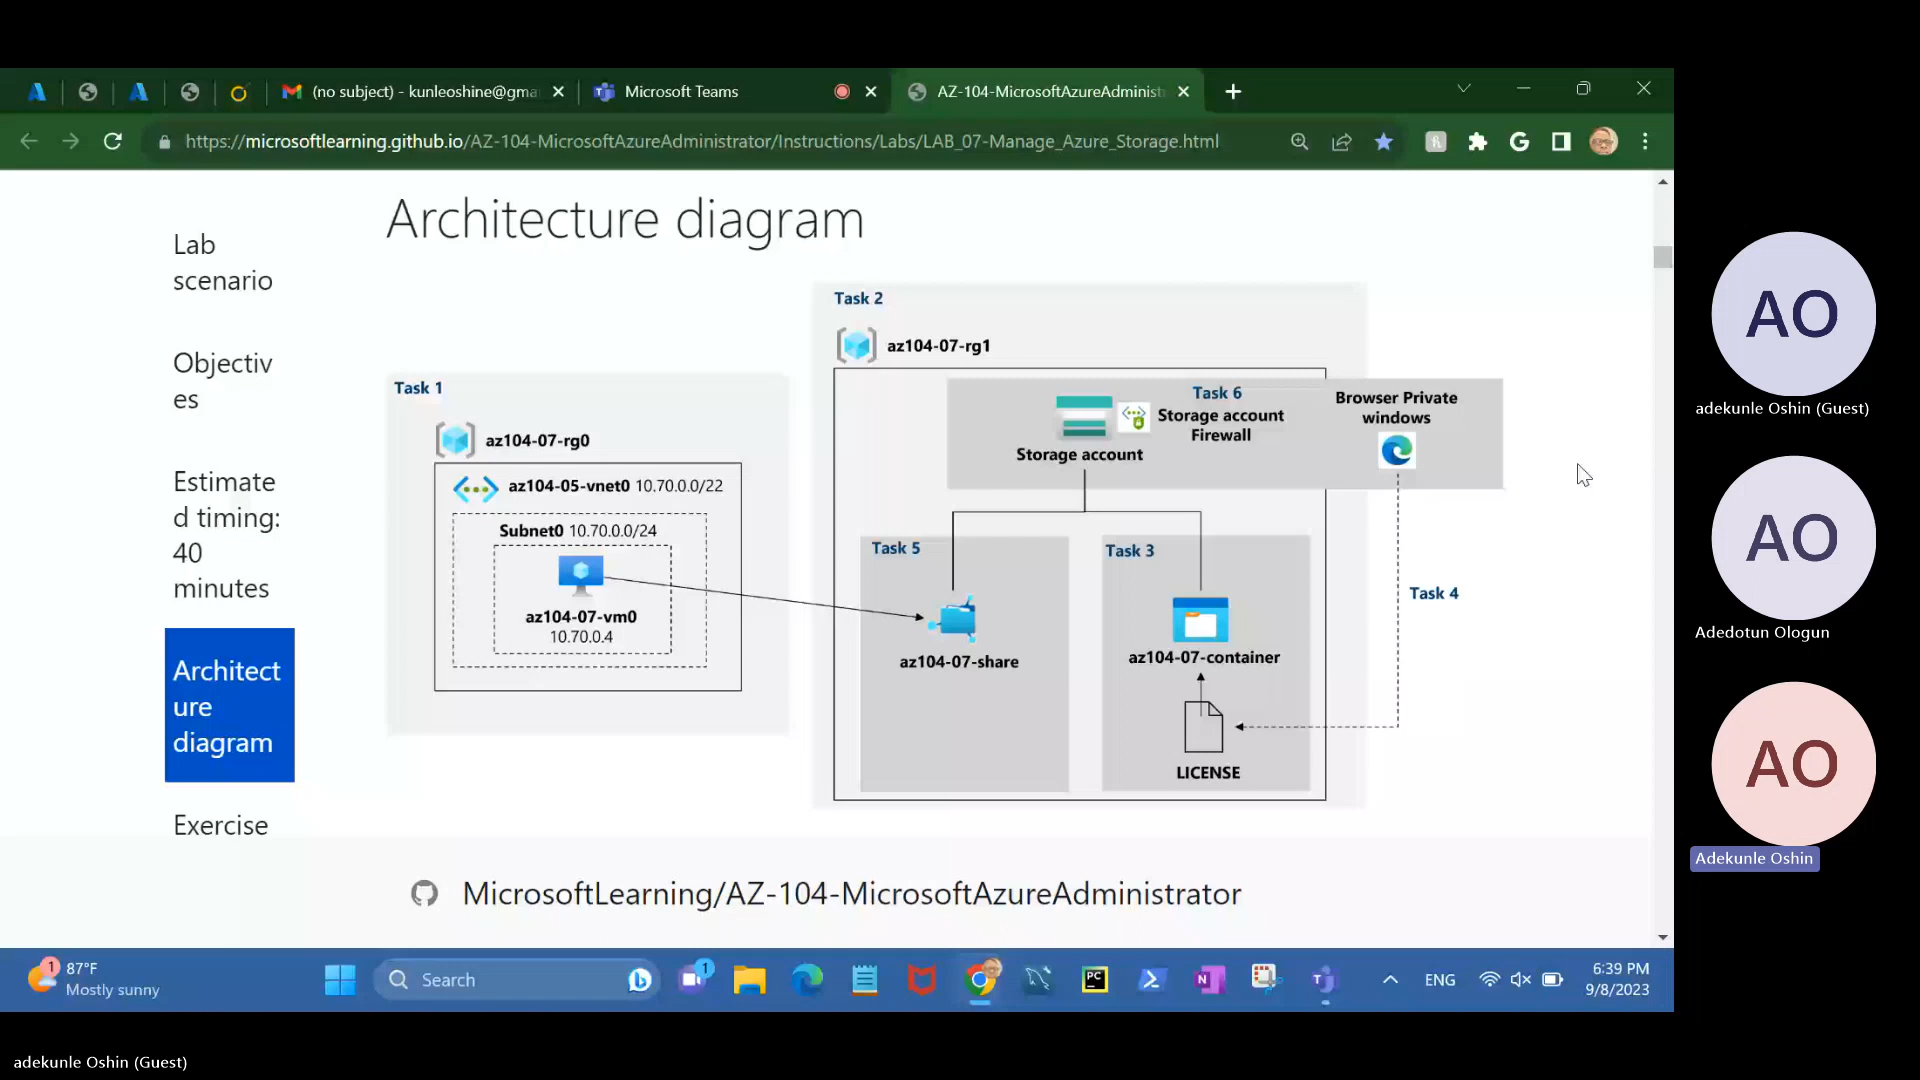 (no subject) - kunleoshine@gma
Microsoft Teams
AZ-104-MicrosoftAzureAdminist
https://microsoftlearning.github.io/AZ-104-MicrosoftAzureAdministrator/Instructions/Labs/LAB_07-Manage_Azure_Storage.html
Lab
scenario
Objectiv
es
Estimate
d timing:
40
minutes
Architect
ure
diagram
Exercise
Architecture diagram
Task 1
az104-07-rg0
az104-05-vnet0 10.70.0.0/22
Subnet0 10.70.0.0/24
az104-07-vm0
10.70.0.4
Task 2
az104-07-rg1
Task 6
Storage account
Firewall
Storage account
Browser Private
windows
Task 5
az104-07-share
Task 3
az104-07-container
LICENSE
Task 4
MicrosoftLearning/AZ-104-MicrosoftAzureAdministrator
AO
adekunle Oshin (Guest)
AO
Adedotun Ologun
AO
Adekunle Oshin
1
87°F
Mostly sunny
Search
1
PC
N
ENG
6:39 PM
9/8/2023
adekunle Oshin (Guest)